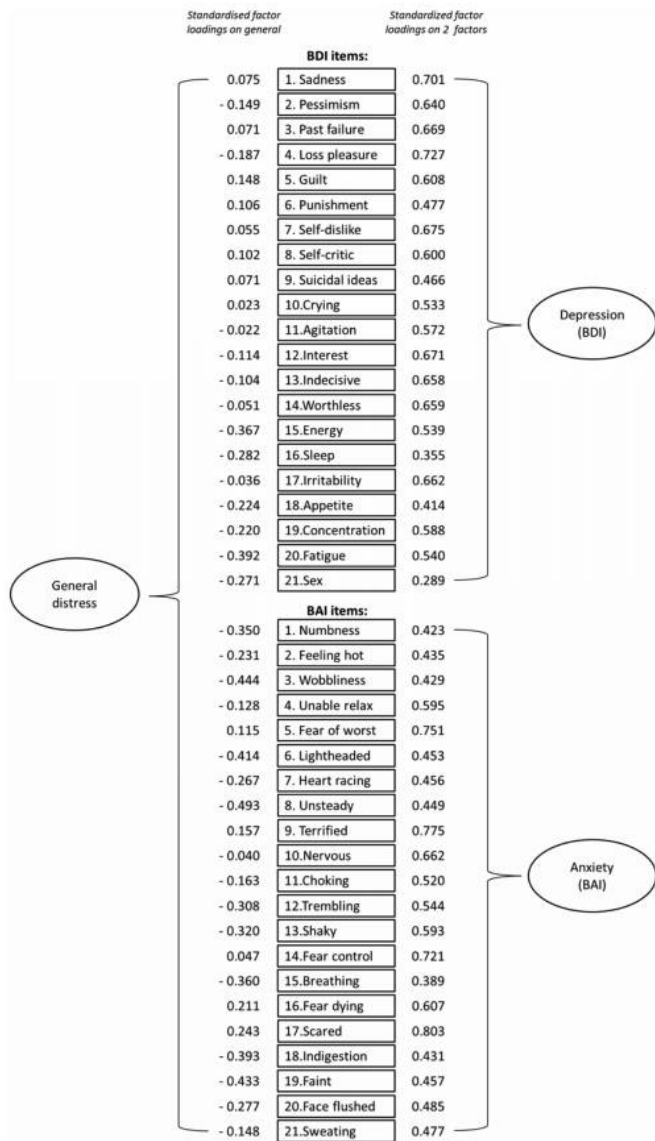 Standardised factor loadings on general
Standardized factor loadings on 2 factors
BDI items:
0.075 1. Sadness 0.701
- 0.149 2. Pessimism 0.640
0.071 3. Past failure 0.669
- 0.187 4. Loss pleasure 0.727
0.148 5. Guilt 0.608
0.106 6. Punishment 0.477
0.055 7. Self-dislike 0.675
0.102 8. Self-critic 0.600
0.071 9. Suicidal ideas 0.466
0.023 10.Crying 0.533
- 0.022 11.Agitation 0.572
- 0.114 12.Interest 0.671
- 0.104 13.Indecisive 0.658
- 0.051 14.Worthless 0.659
- 0.367 15.Energy 0.539
- 0.282 16.Sleep 0.355
- 0.036 17.Irritability 0.662
- 0.224 18.Appetite 0.414
- 0.220 19.Concentration 0.588
- 0.392 20.Fatigue 0.540
- 0.271 21.Sex 0.289
Depression
(BDI)
General
distress
BAI items:
- 0.350 1. Numbness 0.423
- 0.231 2. Feeling hot 0.435
- 0.444 3. Wobbliness 0.429
- 0.128 4. Unable relax 0.595
0.115 5. Fear of worst 0.751
- 0.414 6. Lightheaded 0.453
- 0.267 7. Heart racing 0.456
- 0.493 8. Unsteady 0.449
0.157 9. Terrified 0.775
- 0.040 10.Nervous 0.662
- 0.163 11.Choking 0.520
- 0.308 12.Trembling 0.544
- 0.320 13.Shaky 0.593
0.047 14.Fear control 0.721
- 0.360 15.Breathing 0.389
0.211 16.Fear dying 0.607
0.243 17.Scared 0.803
- 0.393 18.Indigestion 0.431
- 0.433 19.Faint 0.457
- 0.277 20.Face flushed 0.485
- 0.148 21.Sweating 0.477
Anxiety
(BAI)